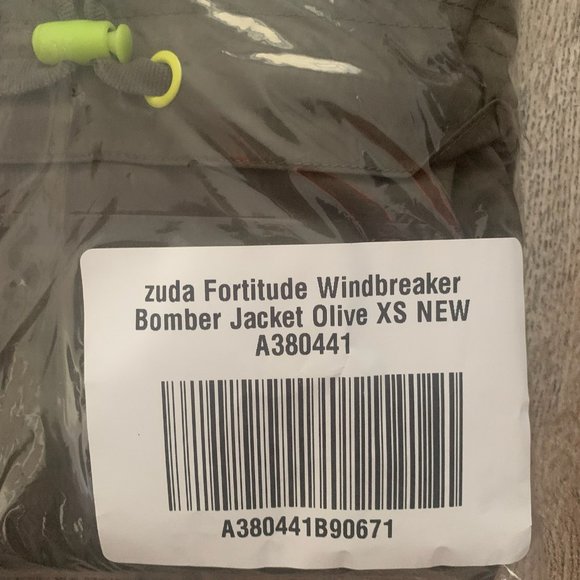 zuda Fortitude Windbreaker
Bomber Jacket Olive XS NEW
A380441
A380441B90671